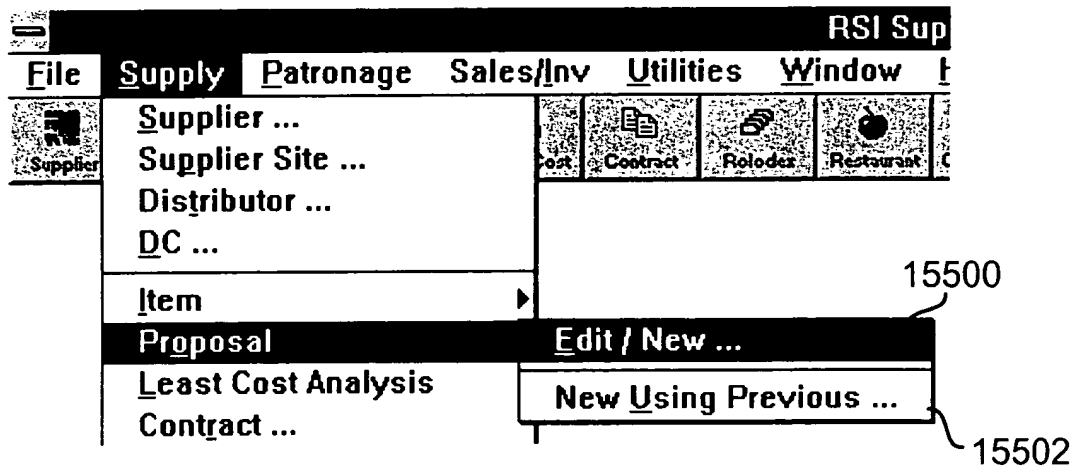 RSI Sup
File Supply Patronage Sales/Inv Utilities Window H
Supplier Cost Contract Rolodex Restaurant
Supplier ...
Supplier Site ...
Distributor ...
DC ...
Item
Proposal
Least Cost Analysis
Contract ...
15500
Edit / New ...
New Using Previous ...
15502